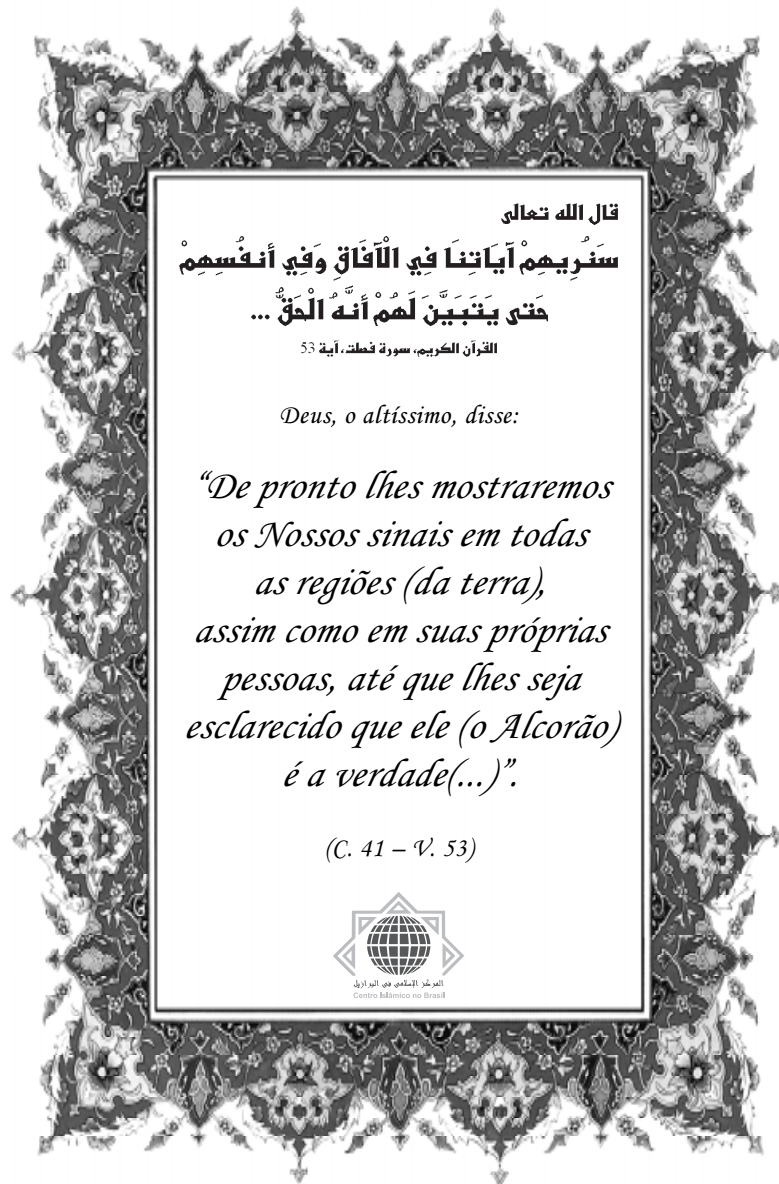 قال الله تعالى
سَنُرِيهِمْ آيَاتِنَا فِي الْآفَاقِ وَفِي أنفُسِهِمْ
حَتى يَتَبَيَّنَ لَهُمْ أنَّهُ الْحَقُّ ...
القرآن الكريم، سورة فصلت، آية 53
Deus, o altíssimo, disse:
“De pronto lhes mostraremos
os Nossos sinais em todas
as regiões (da terra),
assim como em suas próprias
pessoas, até que lhes seja
esclarecido que ele (o Alcorão)
é a verdade(...)”.
(C. 41 – V. 53)
المركز الإسلامي في البرازيل
Centro Islâmico no Brasil